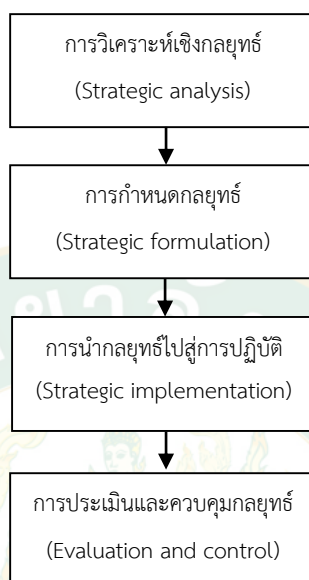 การวิเคราะห์เชิงกลยุทธ์
(Strategic analysis)
การกำหนดกลยุทธ์
(Strategic formulation)
การนำกลยุทธ์ไปสู่การปฏิบัติ
(Strategic implementation)
การประเมินและควบคุมกลยุทธ์
(Evaluation and control)